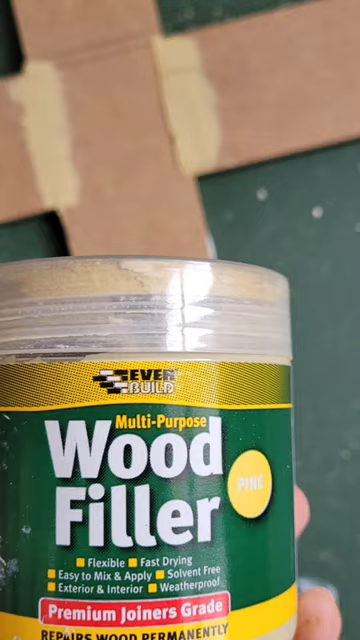 EVER
BUILD
Multi-Purpose
Wood
Filler
PINE
Flexible Fast Drying
Easy to Mix & Apply Solvent Free
Exterior & Interior Weatherproof
Premium Joiners Grade
REPAIRS WOOD PERMANENTLY